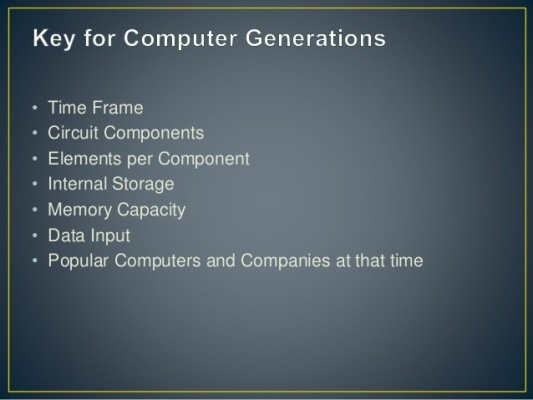 Key for Computer Generations
• Time Frame
• Circuit Components
• Elements per Component
• Internal Storage
• Memory Capacity
• Data Input
• Popular Computers and Companies at that time